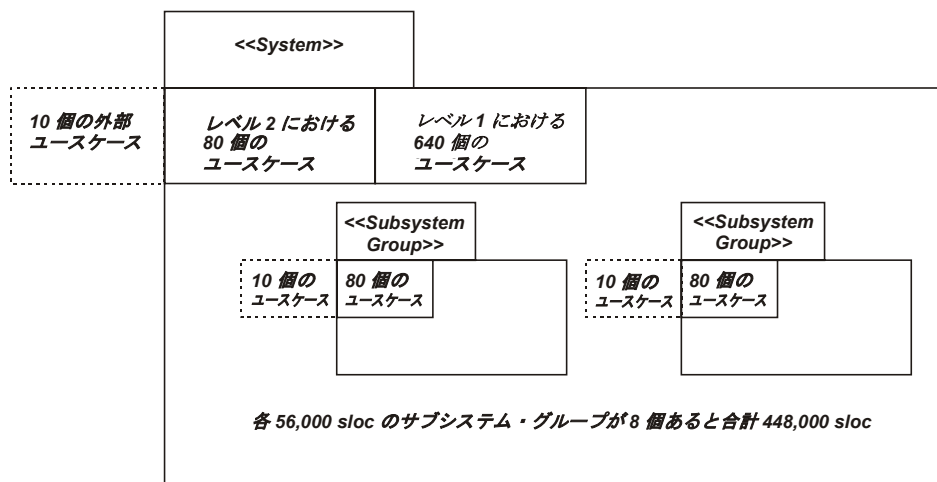 <<System>>
10 個の外部
ユースケース
レベル 2 における
80 個の
ユースケース
レベル 1 における
640 個の
ユースケース
<<Subsystem
Group>>
10 個の
ユースケース
80 個の
ユースケース
<<Subsystem
Group>>
10 個の
ユースケース
80 個の
ユースケース
各 56,000 sloc のサブシステム・グループが 8 個あると合計 448,000 sloc